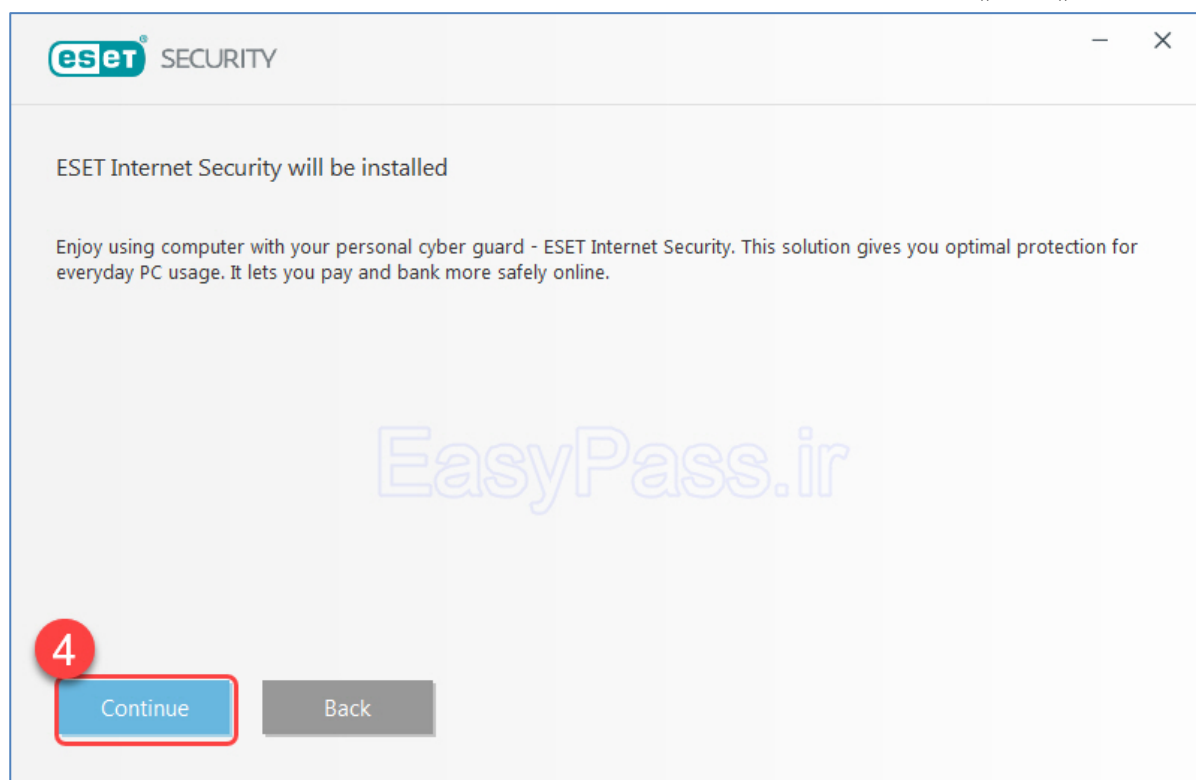 eset® SECURITY
ESET Internet Security will be installed
Enjoy using computer with your personal cyber guard - ESET Internet Security. This solution gives you optimal protection for
everyday PC usage. It lets you pay and bank more safely online.
EasyPass.ir
4
Continue
Back